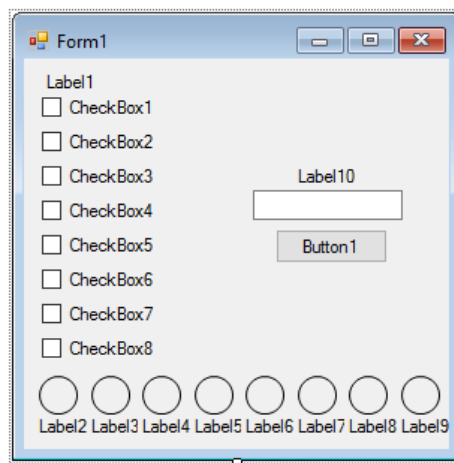 Form1
Label1
CheckBox1
CheckBox2
CheckBox3
Label10
CheckBox4
CheckBox5
Button1
CheckBox6
CheckBox7
CheckBox8
Label2 Label3 Label4 Label5 Label6 Label7 Label8 Label9